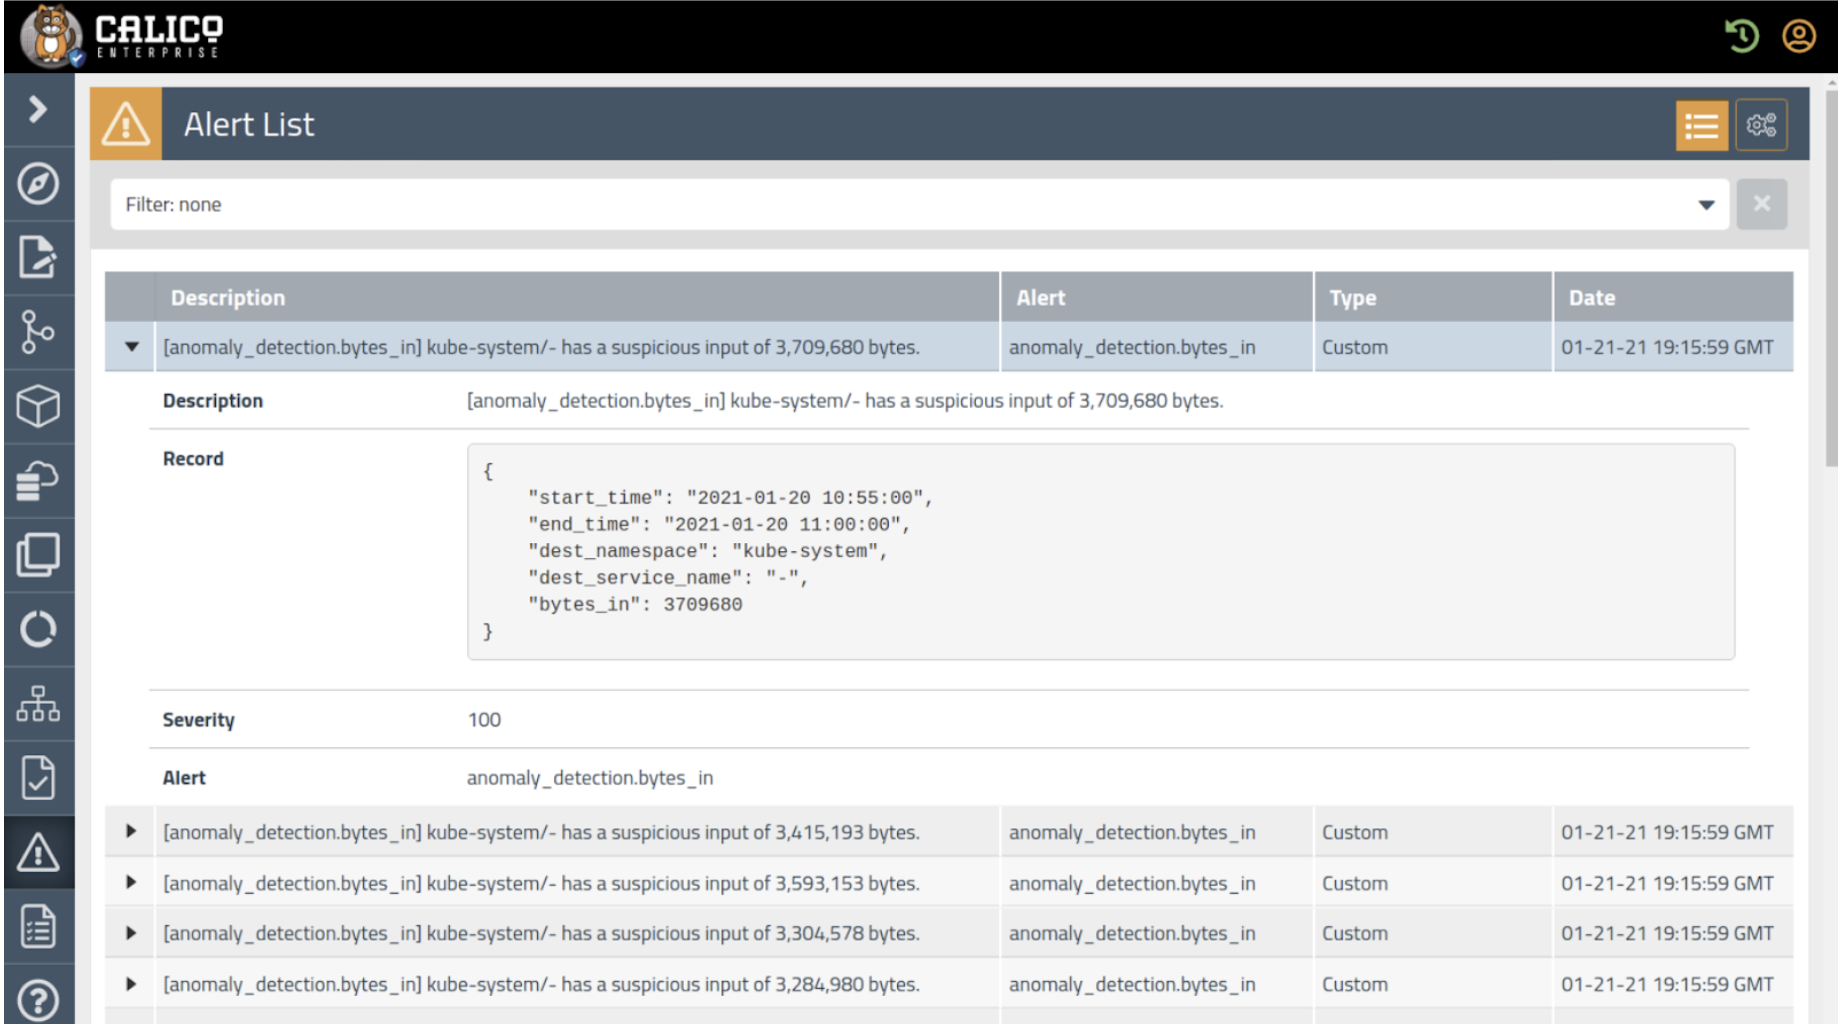 CALICO
ENTERPRISE
Alert List
Filter: none
Description Alert Type Date
[anomaly_detection.bytes_in] kube-system/- has a suspicious input of 3,709,680 bytes. anomaly_detection.bytes_in Custom 01-21-21 19:15:59 GMT
Description [anomaly_detection.bytes_in] kube-system/- has a suspicious input of 3,709,680 bytes.
Record
{
"start_time": "2021-01-20 10:55:00",
"end_time": "2021-01-20 11:00:00",
"dest_namespace": "kube-system",
"dest_service_name": "-",
"bytes_in": 3709680
}
Severity 100
Alert anomaly_detection.bytes_in
[anomaly_detection.bytes_in] kube-system/- has a suspicious input of 3,415,193 bytes. anomaly_detection.bytes_in Custom 01-21-21 19:15:59 GMT
[anomaly_detection.bytes_in] kube-system/- has a suspicious input of 3,593,153 bytes. anomaly_detection.bytes_in Custom 01-21-21 19:15:59 GMT
[anomaly_detection.bytes_in] kube-system/- has a suspicious input of 3,304,578 bytes. anomaly_detection.bytes_in Custom 01-21-21 19:15:59 GMT
[anomaly_detection.bytes_in] kube-system/- has a suspicious input of 3,284,980 bytes. anomaly_detection.bytes_in Custom 01-21-21 19:15:59 GMT